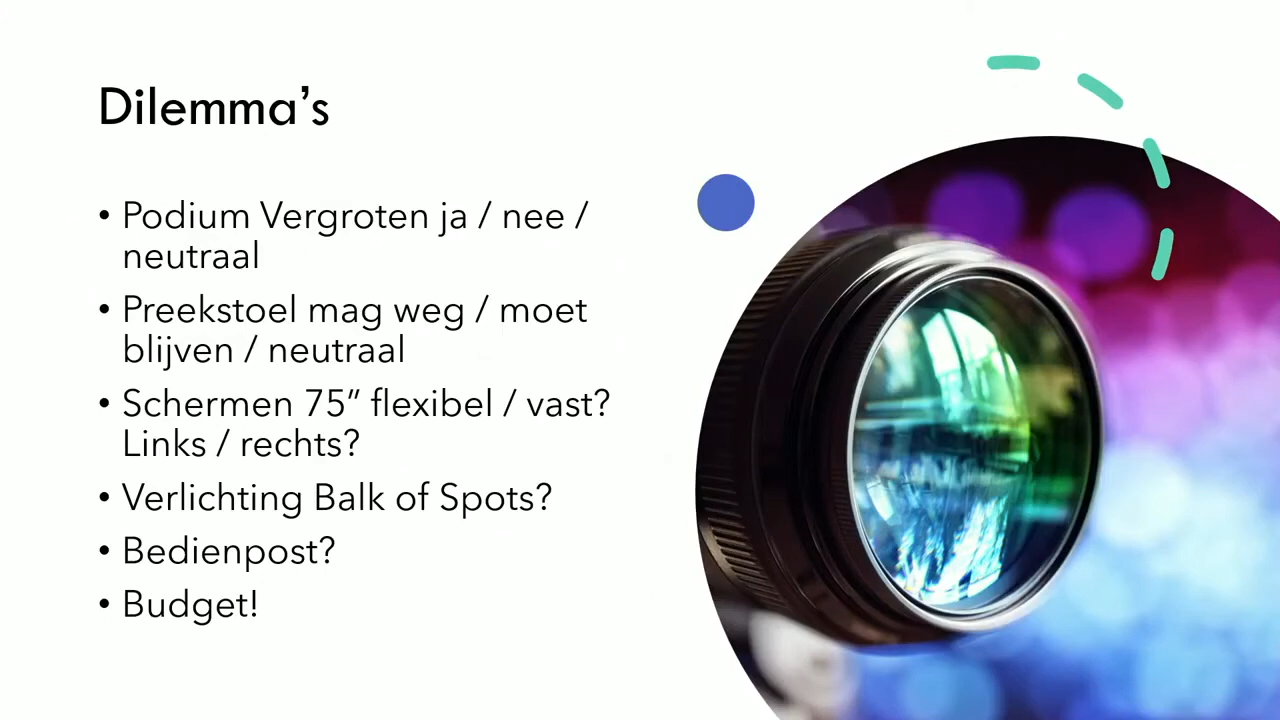 Dilemma’s
• Podium Vergroten ja / nee /
neutraal
• Preekstoel mag weg / moet
blijven / neutraal
• Schermen 75” flexibel / vast?
Links / rechts?
• Verlichting Balk of Spots?
• Bedienpost?
• Budget!